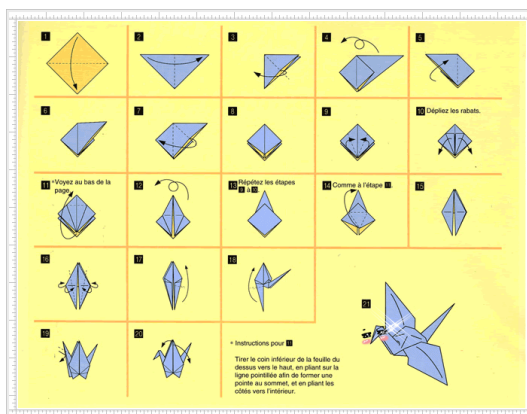 1
2
3
4
5
6
7
8
9
10 Dépliez les rabats.
11 *Voyez au bas de la
page.
12
13 Répétez les étapes
9 à
14 Comme à l'étape 11.
15
16
17
18
19
20
21
* Instructions pour 11
Tirer le coin inférieur de la feuille du
dessus vers le haut, en pliant sur la
ligne pointillée afin de former une
pointe au sommet, et en pliant les
côtés vers l'intérieur.